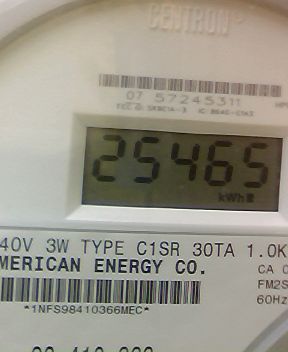 CENTRON®
07 57245311
25465
kWh
40V 3W TYPE C1SR 30TA 1.0K
MERICAN ENERGY CO.
CA 0
FM2S
60Hz
*1NFS98410366MEC*